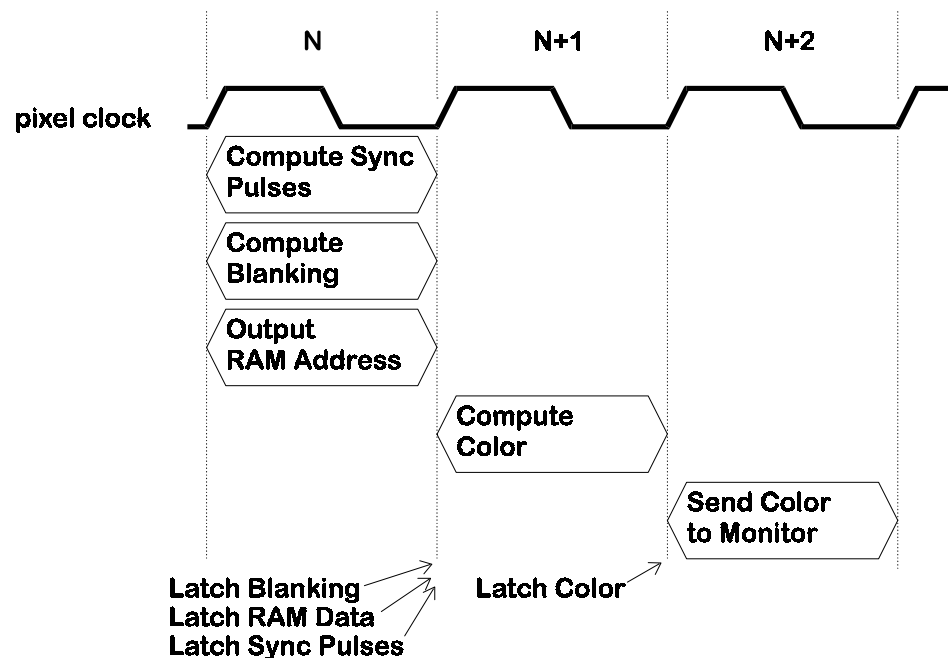 N N+1 N+2
pixel clock
Compute Sync
Pulses
Compute
Blanking
Output
RAM Address
Compute
Color
Send Color
to Monitor
Latch Blanking
Latch RAM Data
Latch Sync Pulses
Latch Color